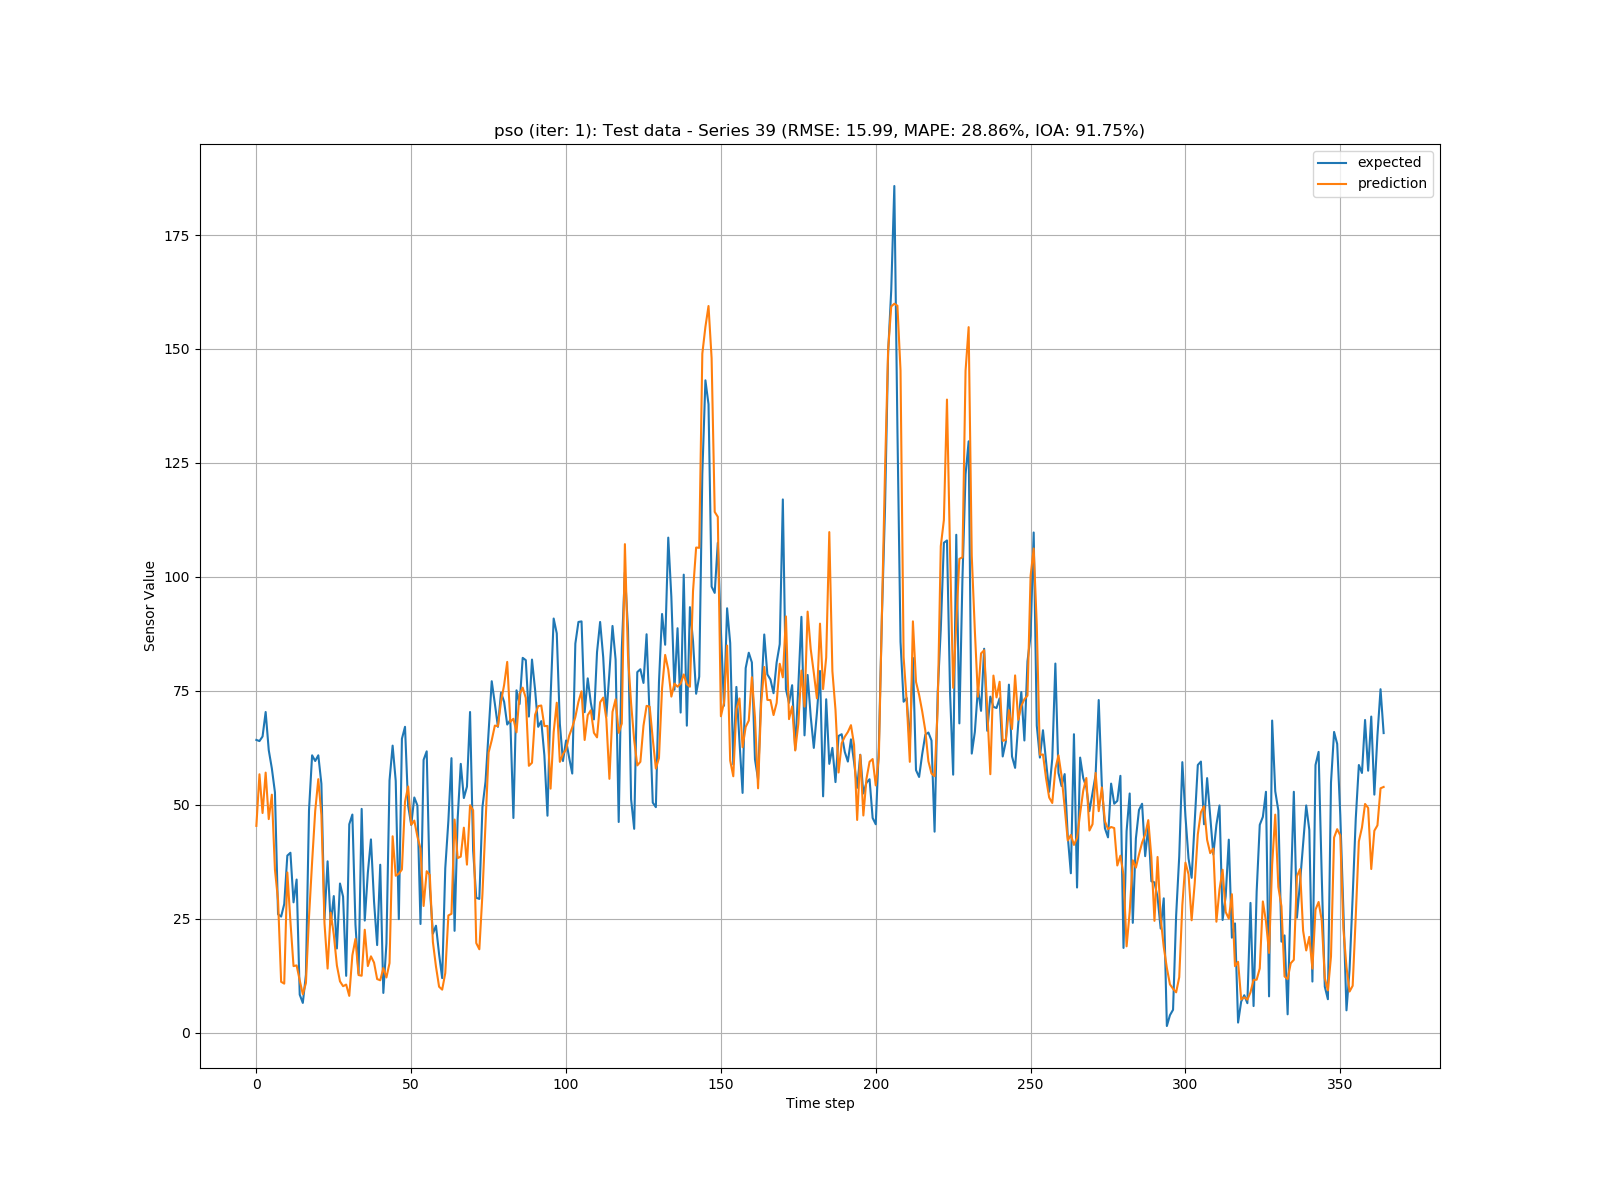 pso (iter: 1): Test data - Series 39 (RMSE: 15.99, MAPE: 28.86%, IOA: 91.75%)
expected
prediction
175
150
125
100
75
50
25
0
Sensor Value
0 50 100 150 200 250 300 350
Time step